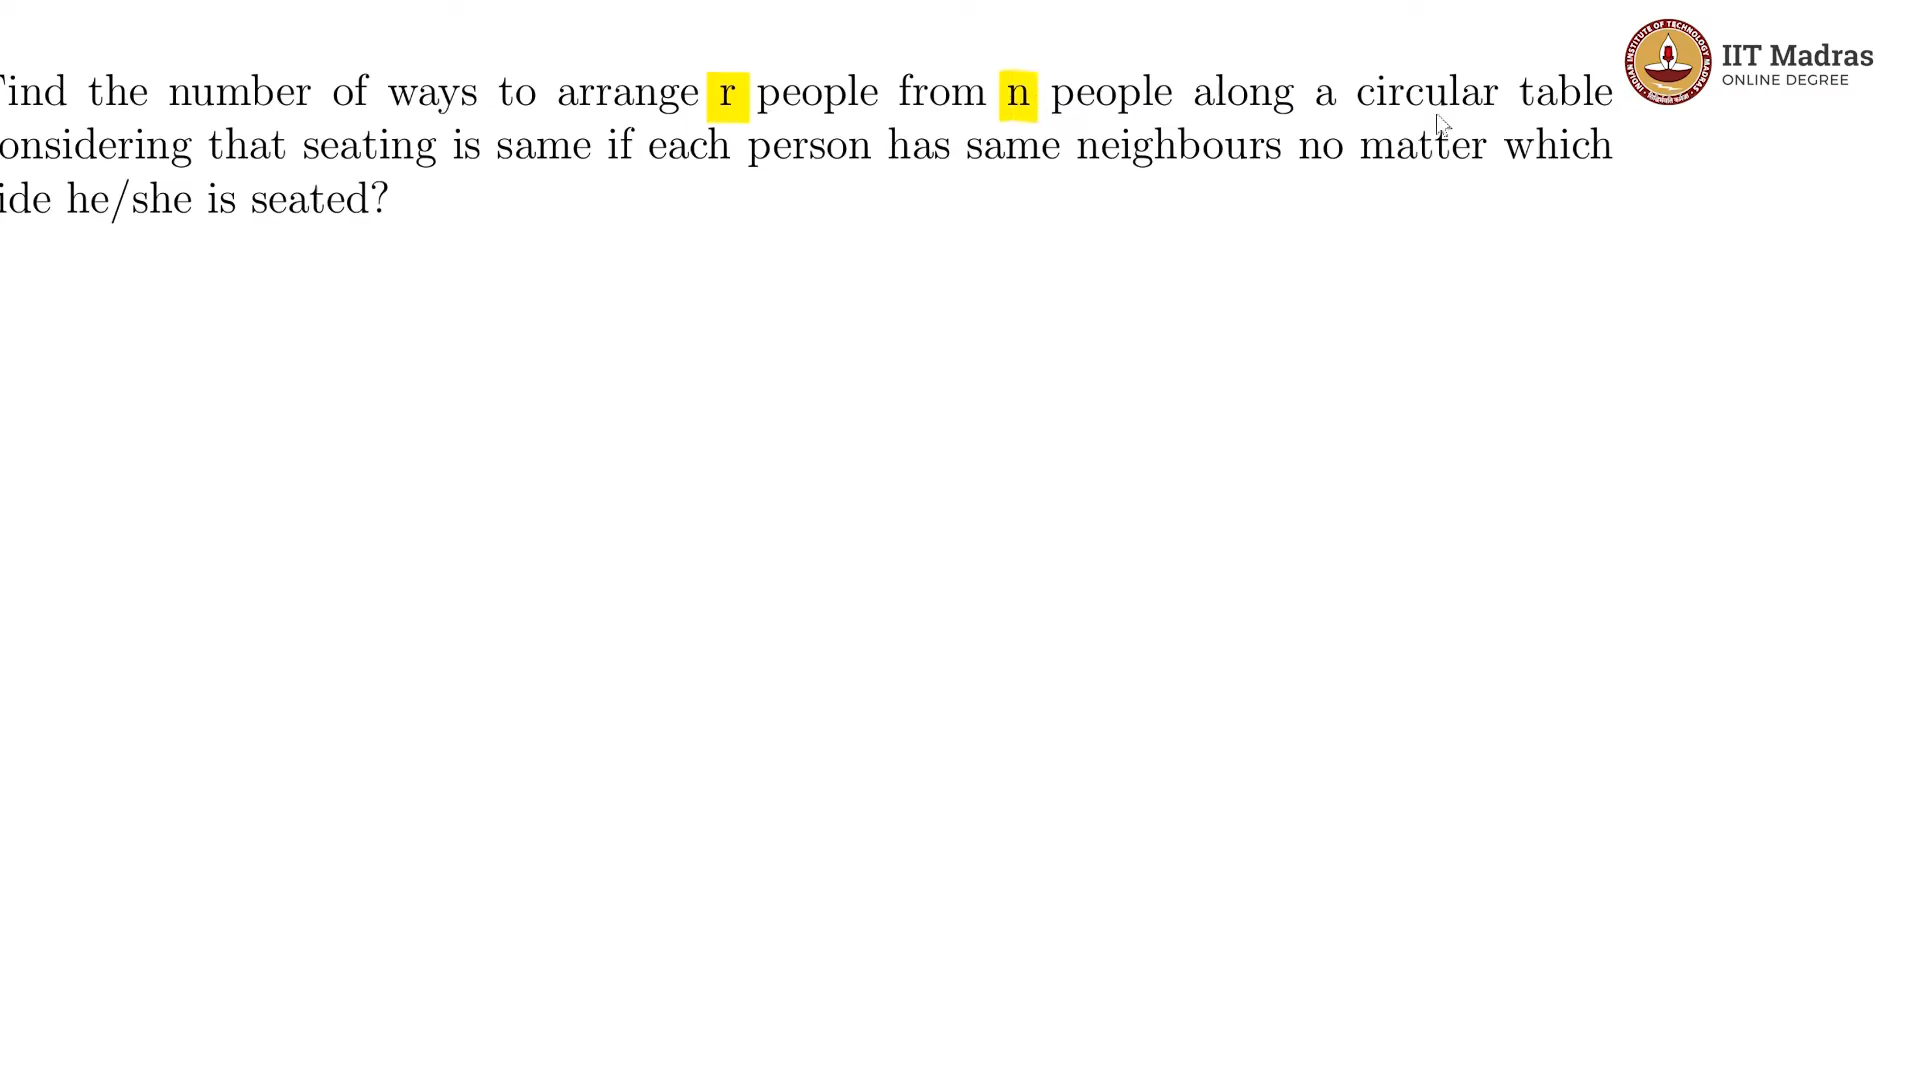 ind the number of ways to arrange r people from n people along a circular table
onsidering that seating is same if each person has same neighbours no matter which
ide he/she is seated?
IIT Madras
ONLINE DEGREE